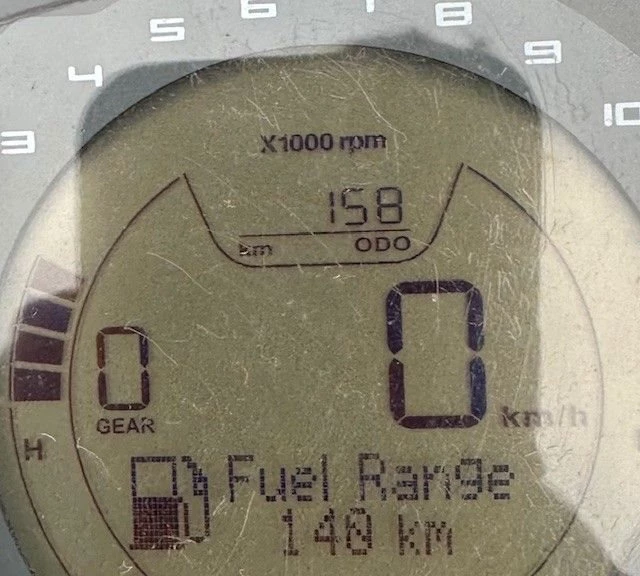 3 4 5 6 7 8 9 10
X1000 rpm
158
km ODO
0 0 km/h
GEAR
H
Fuel Range
140 km